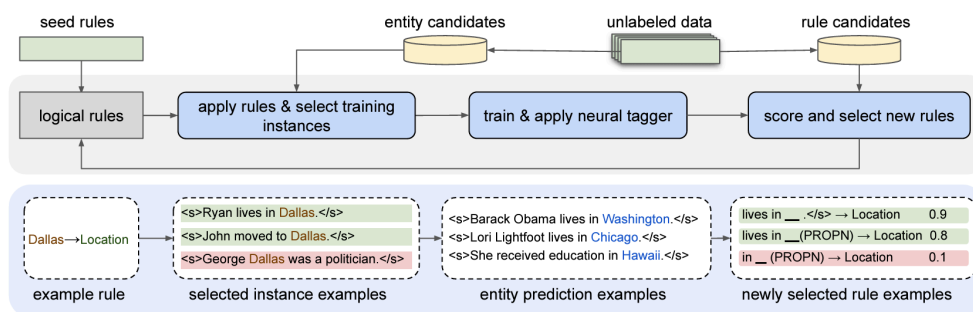 seed rules
entity candidates
unlabeled data
rule candidates
logical rules
apply rules & select training
instances
train & apply neural tagger
score and select new rules
Dallas→Location
example rule
<s>Ryan lives in Dallas.</s>
<s>John moved to Dallas.</s>
<s>George Dallas was a politician.</s>
selected instance examples
<s>Barack Obama lives in Washington.</s>
<s>Lori Lightfoot lives in Chicago.</s>
<s>She received education in Hawaii.</s>
entity prediction examples
lives in __ .</s> → Location 0.9
lives in __(PROPN) → Location 0.8
in __ (PROPN) → Location 0.1
newly selected rule examples